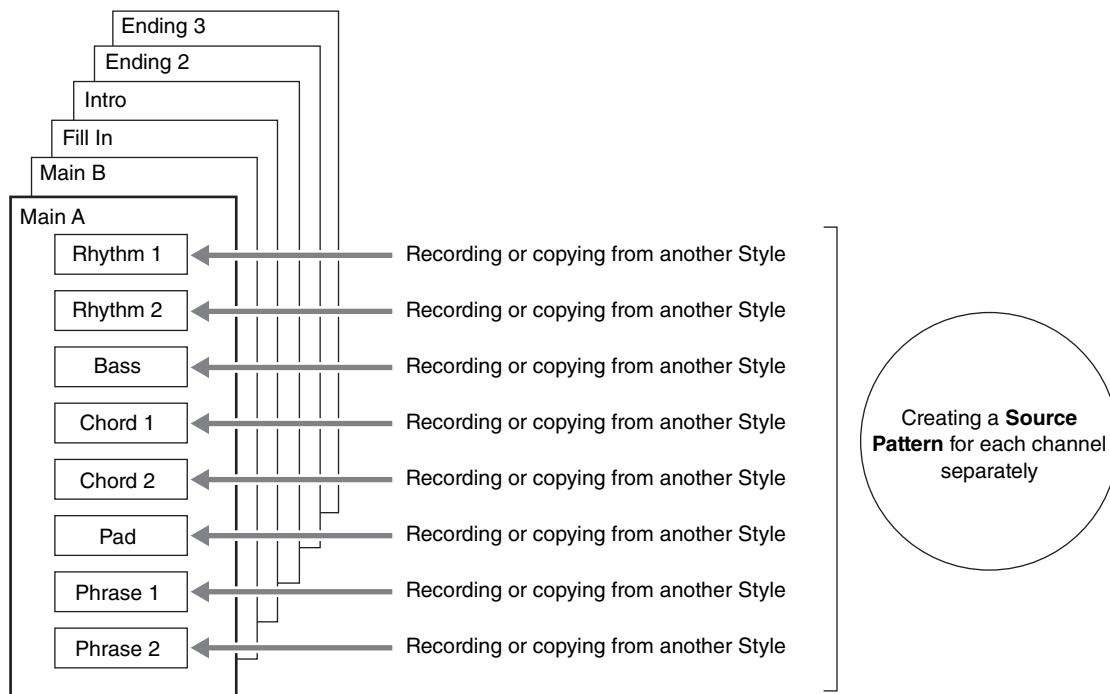 Ending 3
Ending 2
Intro
Fill In
Main B
Main A
Rhythm 1
Recording or copying from another Style
Rhythm 2
Recording or copying from another Style
Bass
Recording or copying from another Style
Chord 1
Recording or copying from another Style
Chord 2
Recording or copying from another Style
Pad
Recording or copying from another Style
Phrase 1
Recording or copying from another Style
Phrase 2
Recording or copying from another Style
Creating a Source
Pattern for each channel
separately